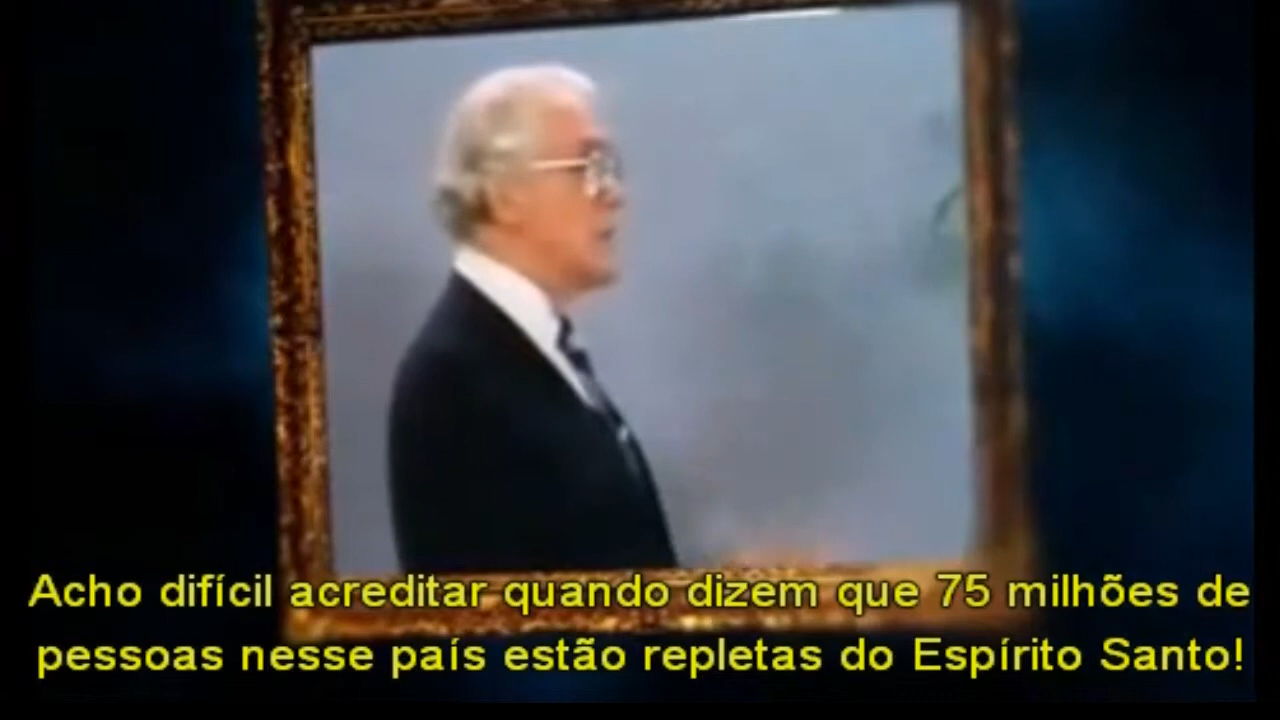 Acho difícil acreditar quando dizem que 75 milhões de
pessoas nesse país estão repletas do Espírito Santo!